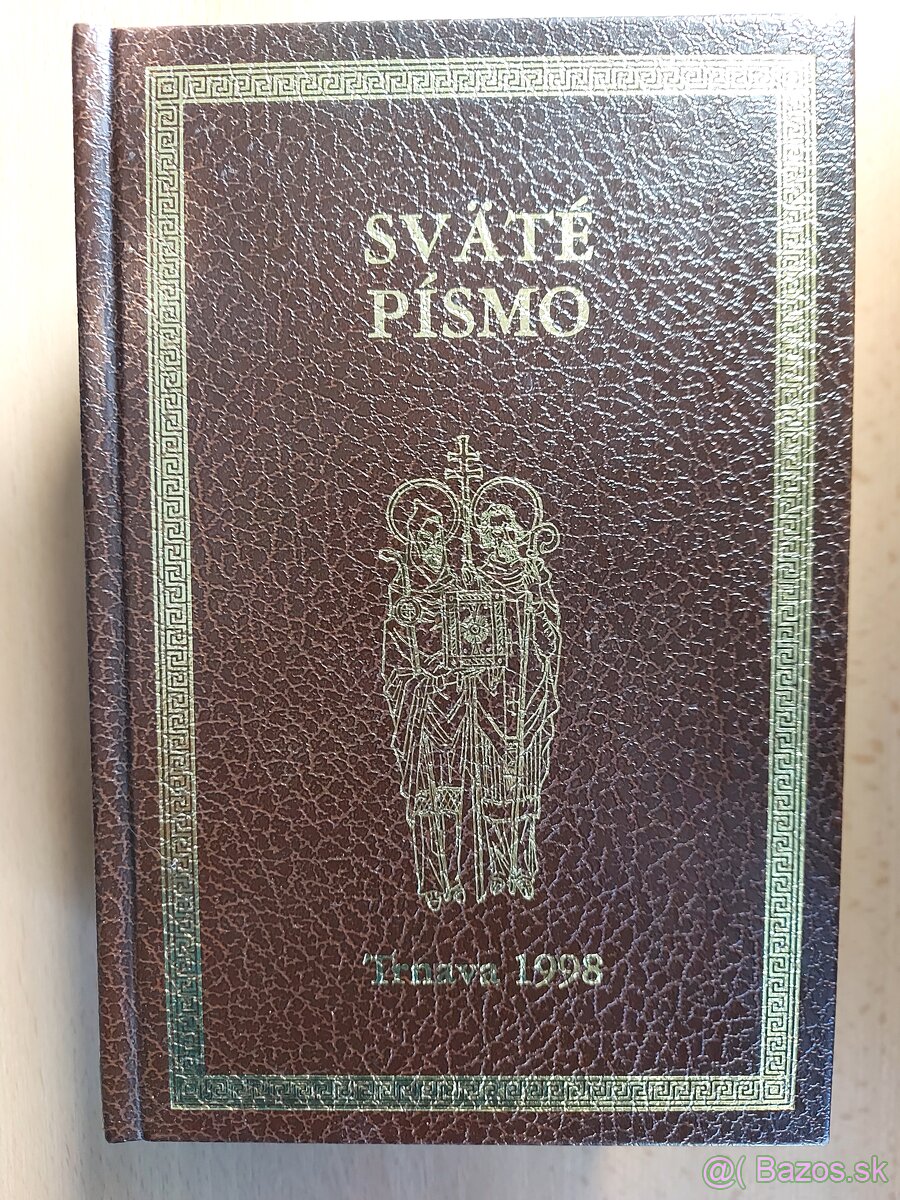 SVÄTÉ
PÍSMO
Trnava 1998
@( Bazos.sk